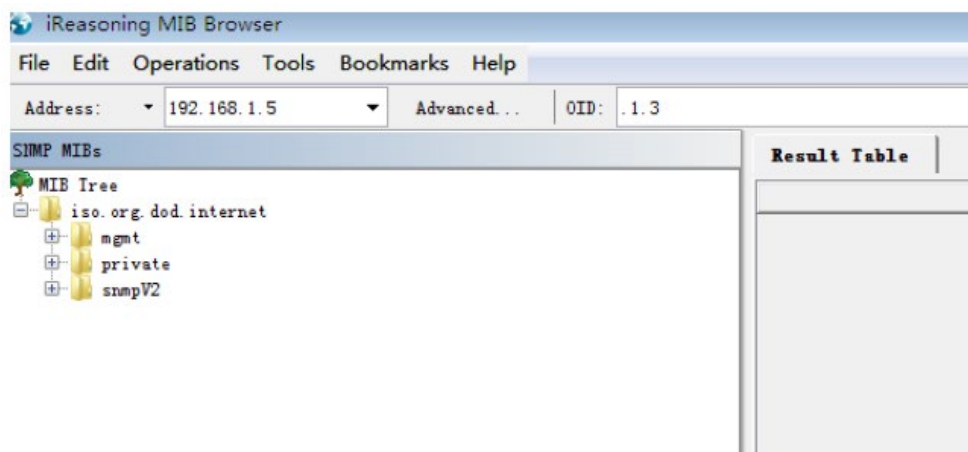 iReasoning MIB Browser
File Edit Operations Tools Bookmarks Help
Address: 192.168.1.5 Advanced... OID: .1.3
SNMP MIBs
Result Table
MIB Tree
iso.org.dod.internet
mgmt
private
snmpV2